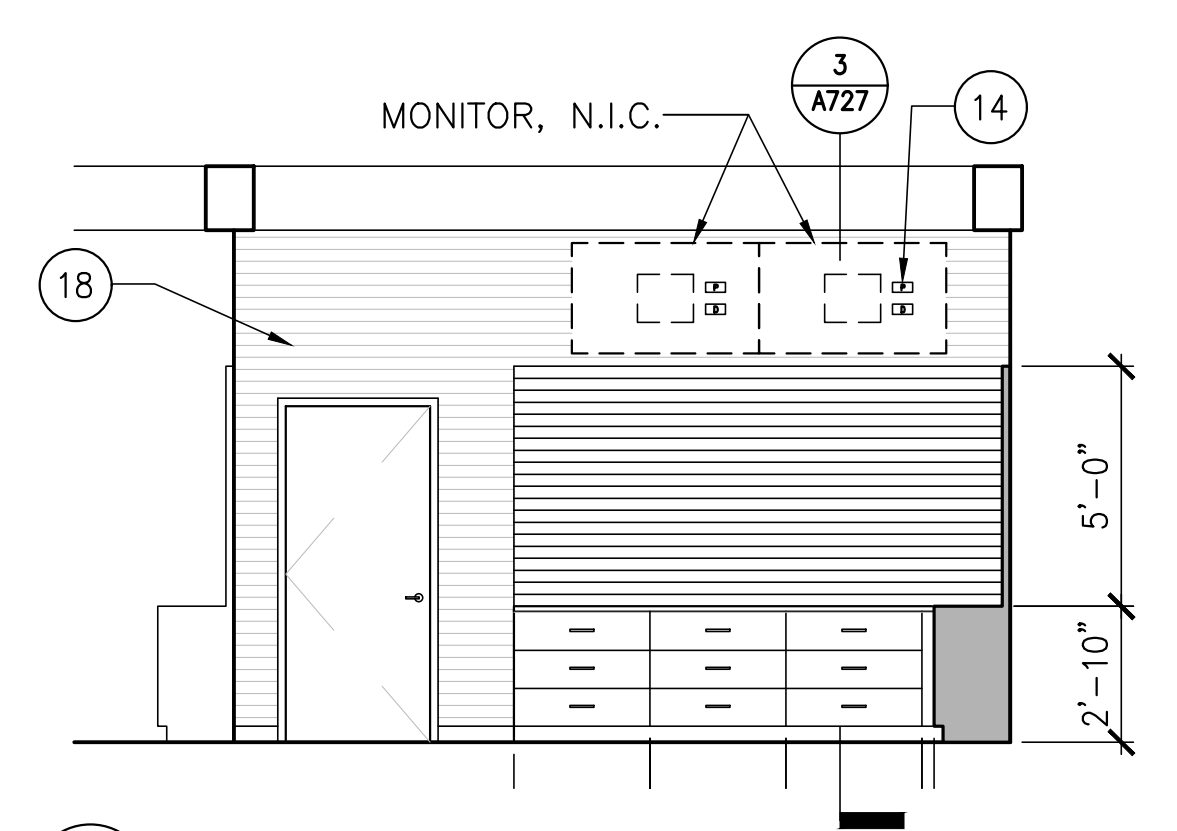 3
A727
MONITOR, N.I.C.
14
18
P
P
D
D
5'-0"
2'-10"